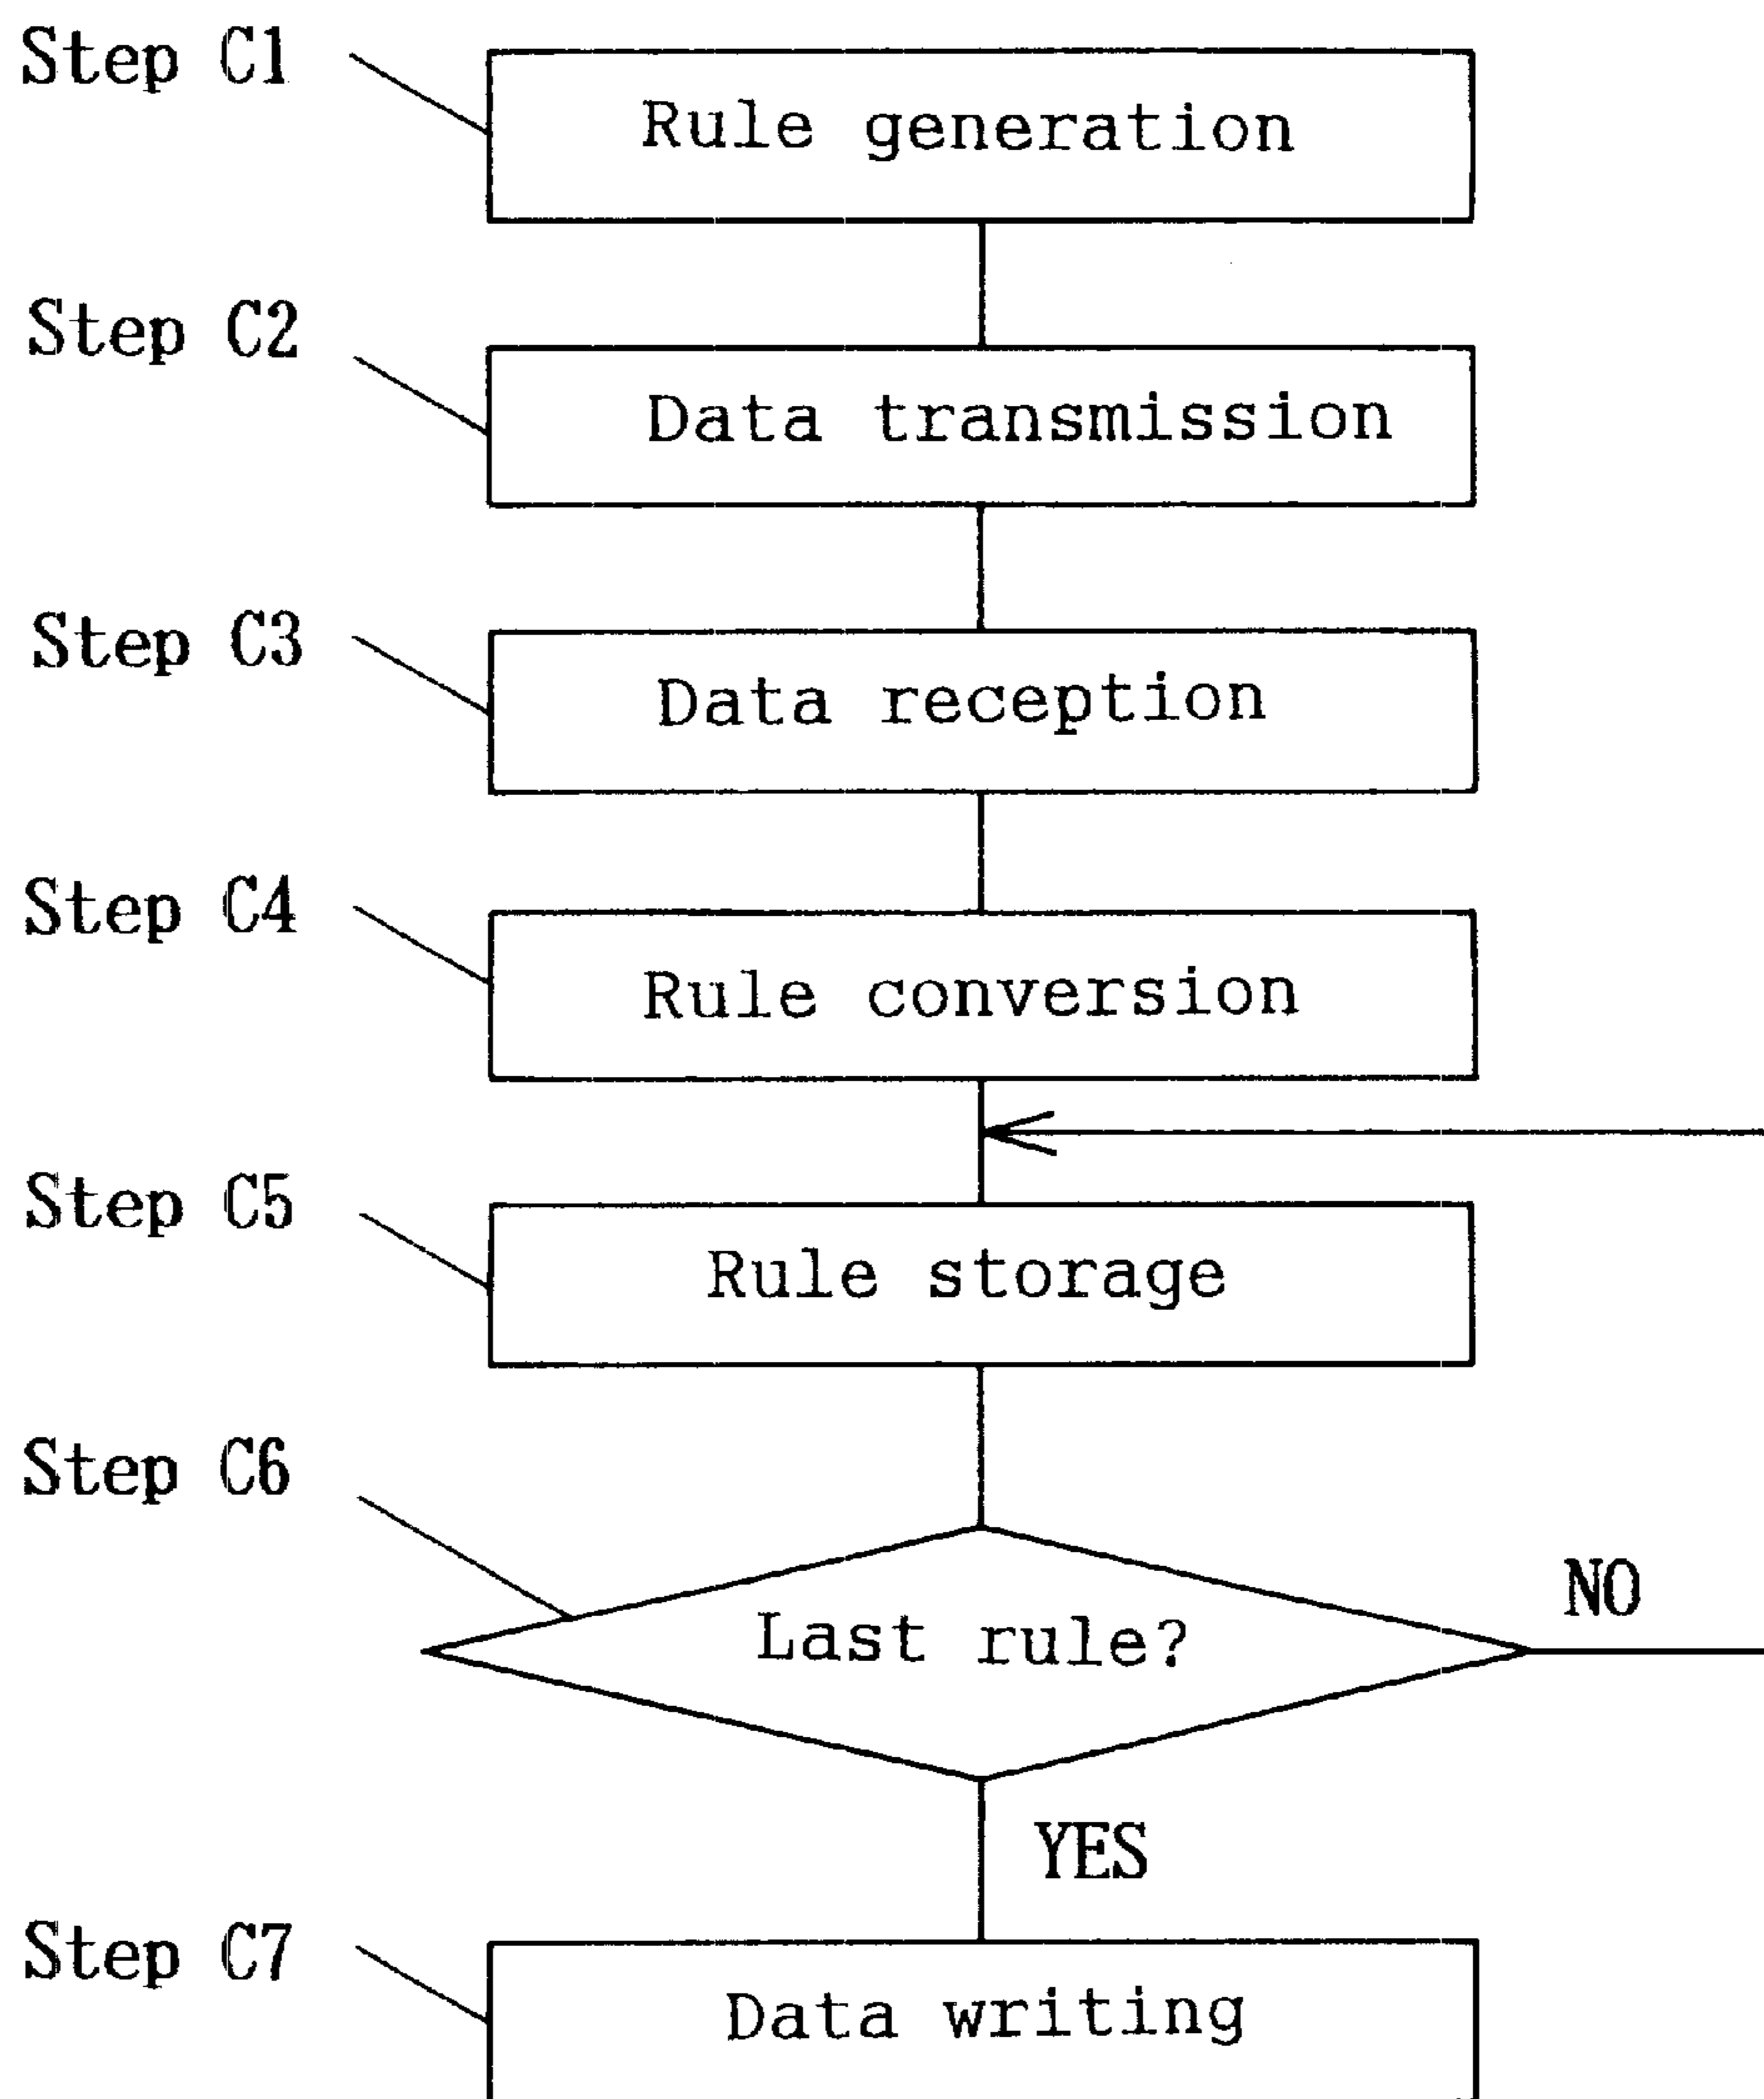 Step C1
Rule generation
Step C2
Data transmission
Step C3
Data reception
Step C4
Rule conversion
Step C5
Rule storage
Step C6
Last rule?
NO
YES
Step C7
Data writing